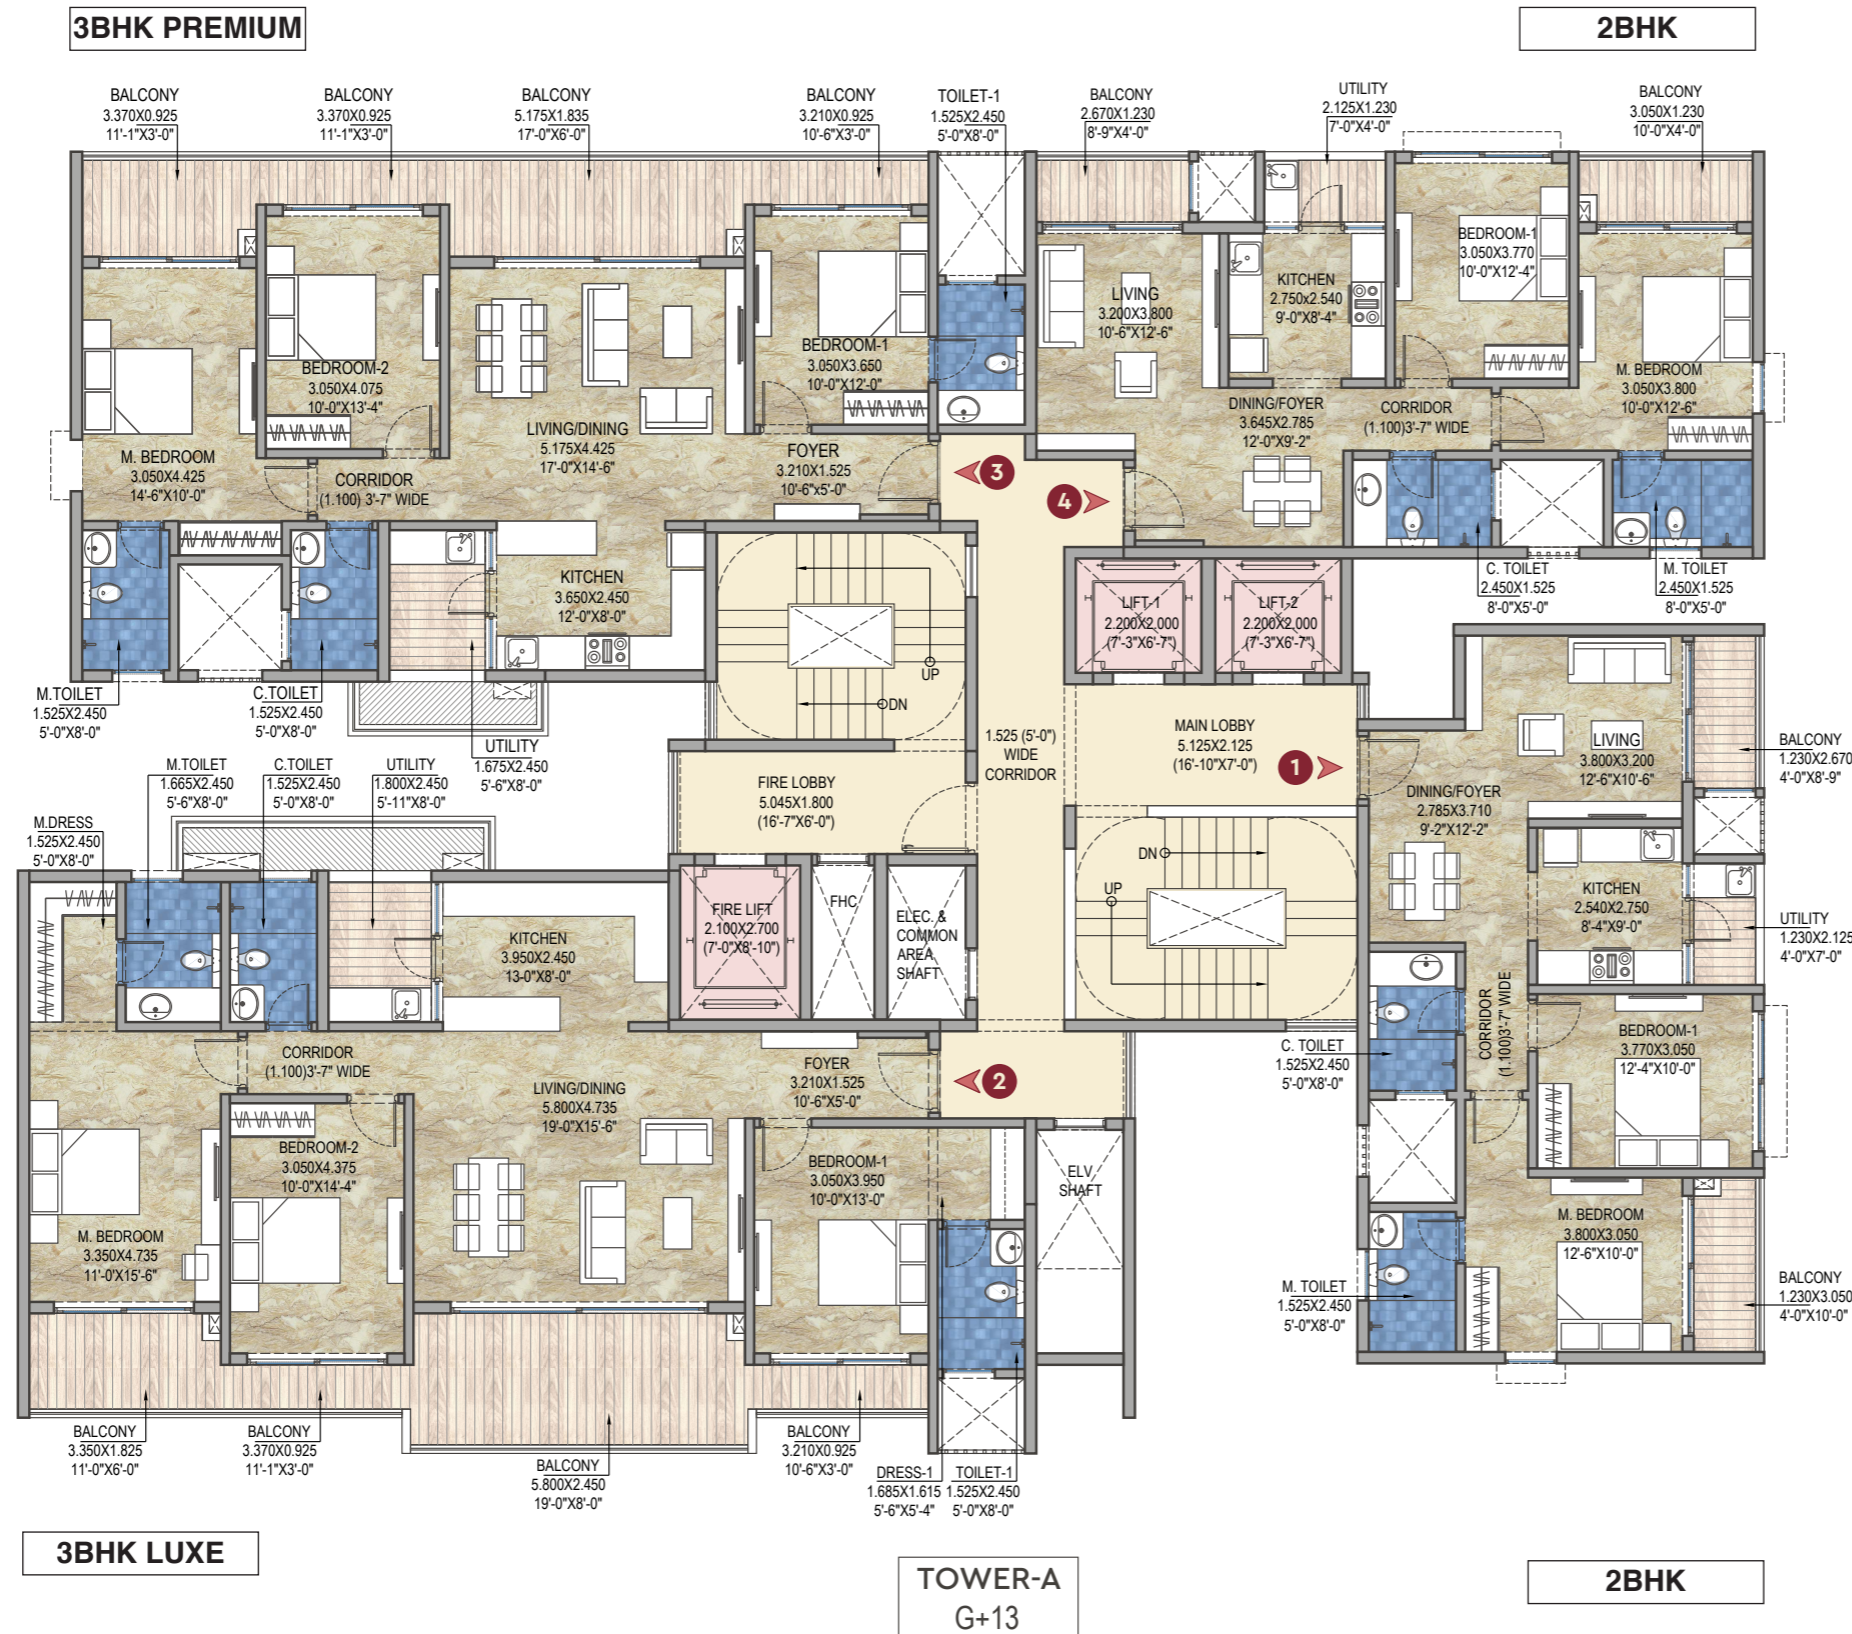 3BHK PREMIUM
2BHK
BALCONY
3.370X0.925
11'-1"X3'-0"
BALCONY
3.370X0.925
11'-1"X3'-0"
BALCONY
5.175X1.835
17'-0"X6'-0"
BALCONY
3.210X0.925
10'-6"X3'-0"
TOILET-1
1.525X2.450
5'-0"X8'-0"
BALCONY
2.670X1.230
8'-9"X4'-0"
UTILITY
2.125X1.230
7'-0"X4'-0"
BALCONY
3.050X1.230
10'-0"X4'-0"
BEDROOM-2
3.050X4.075
10'-0"X13'-4"
M. BEDROOM
3.050X4.425
14'-6"X10'-0"
CORRIDOR
(1.100) 3'-7" WIDE
LIVING/DINING
5.175X4.425
17'-0"X14'-6"
BEDROOM-1
3.050X3.650
10'-0"X12'-0"
FOYER
3.210X1.525
10'-6"x5'-0"
3
4
LIVING
3.200X3.800
10'-6"X12'-6"
KITCHEN
2.750x2.540
9'-0"X8'-4"
BEDROOM-1
3.050X3.770
10'-0"X12'-4"
M. BEDROOM
3.050X3.800
10'-0"X12'-6"
DINING/FOYER
3.645X2.785
12'-0"X9'-2"
CORRIDOR
(1.100)3'-7" WIDE
C. TOILET
2.450X1.525
8'-0"X5'-0"
M. TOILET
2.450X1.525
8'-0"X5'-0"
KITCHEN
3.650X2.450
12'-0"X8'-0"
M.TOILET
1.525X2.450
5'-0"X8'-0"
C.TOILET
1.525X2.450
5'-0"X8'-0"
UTILITY
1.675X2.450
5'-6"X8'-0"
UP
DN
LIFT-1
2.200X2.000
(7'-3"X6'-7")
LIFT-2
2.200X2.000
(7'-3"X6'-7")
1.525 (5'-0")
WIDE
CORRIDOR
MAIN LOBBY
5.125X2.125
(16'-10"X7'-0")
1
FIRE LOBBY
5.045X1.800
(16'-7"X6'-0")
LIVING
3.800X3.200
12'-6"X10'-6"
BALCONY
1.230X2.670
4'-0"X8'-9"
DINING/FOYER
2.785X3.710
9'-2"X12'-2"
KITCHEN
2.540X2.750
8'-4"X9'-0"
UTILITY
1.230X2.125
4'-0"X7'-0"
M.TOILET
1.665X2.450
5'-6"X8'-0"
C.TOILET
1.525X2.450
5'-0"X8'-0"
UTILITY
1.800X2.450
5'-11"X8'-0"
M.DRESS
1.525X2.450
5'-0"X8'-0"
KITCHEN
3.950X2.450
13-0"X8'-0"
FIRE LIFT
2.100X2.700
(7'-0"X8'-10")
FHC
ELEC. &
COMMON
AREA
SHAFT
DN
UP
CORRIDOR
(1.100)3'-7" WIDE
BEDROOM-1
3.770X3.050
12'-4"X10'-0"
C. TOILET
1.525X2.450
5'-0"X8'-0"
M. BEDROOM
3.800X3.050
12'-6"X10'-0"
M. TOILET
1.525X2.450
5'-0"X8'-0"
BALCONY
1.230X3.050
4'-0"X10'-0"
CORRIDOR
(1.100)3'-7" WIDE
LIVING/DINING
5.800X4.735
19'-0"X15'-6"
FOYER
3.210X1.525
10'-6"X5'-0"
2
BEDROOM-2
3.050X4.375
10'-0"X14'-4"
BEDROOM-1
3.050X3.950
10'-0"X13'-0"
ELV
SHAFT
M. BEDROOM
3.350X4.735
11'-0'X15'-6"
BALCONY
3.350X1.825
11'-0"X6'-0"
BALCONY
3.370X0.925
11'-1"X3'-0"
BALCONY
5.800X2.450
19'-0"X8'-0"
BALCONY
3.210X0.925
10'-6"X3'-0"
DRESS-1
1.685X1.615
5'-6"X5'-4"
TOILET-1
1.525X2.450
5'-0"X8'-0"
3BHK LUXE
TOWER-A
G+13
2BHK